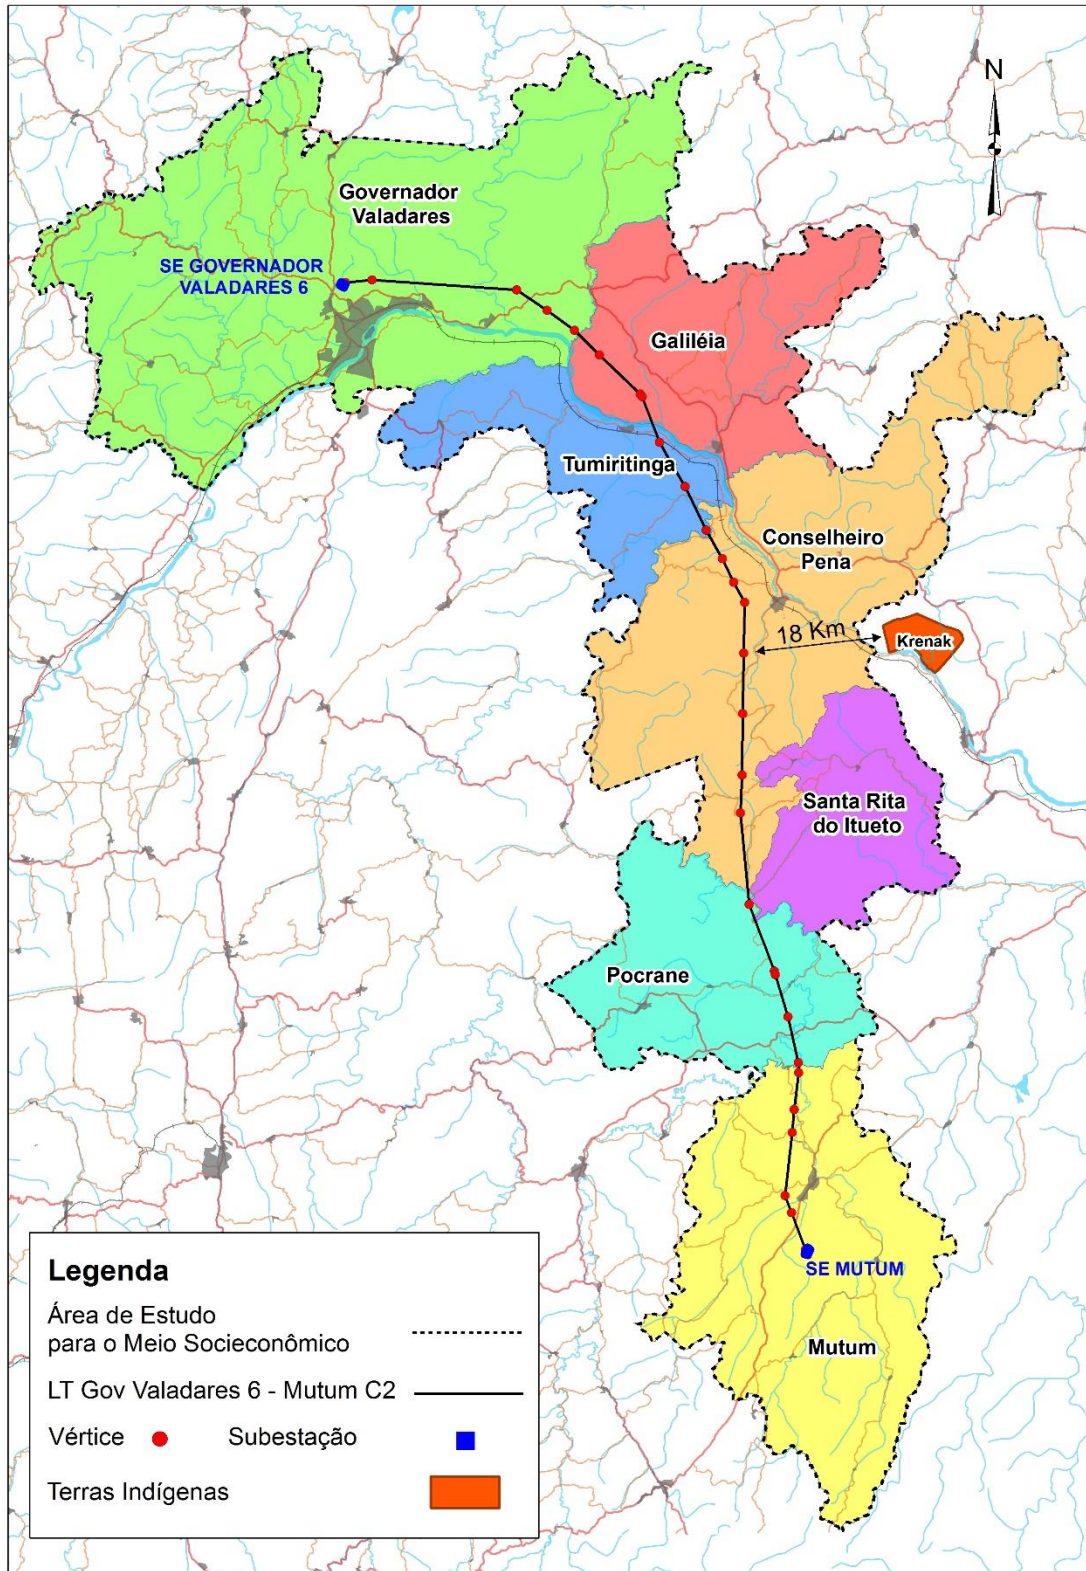 N
Governador
Valadares
SE GOVERNADOR
VALADARES 6
Galiléia
Tumiritinga
Conselheiro
Pena
18 Km
Krenak
Santa Rita
do Itueto
Pocrane
SE MUTUM
Mutum
Legenda
Área de Estudo
para o Meio Socieconômico
LT Gov Valadares 6 - Mutum C2
Vértice
Subestação
Terras Indígenas